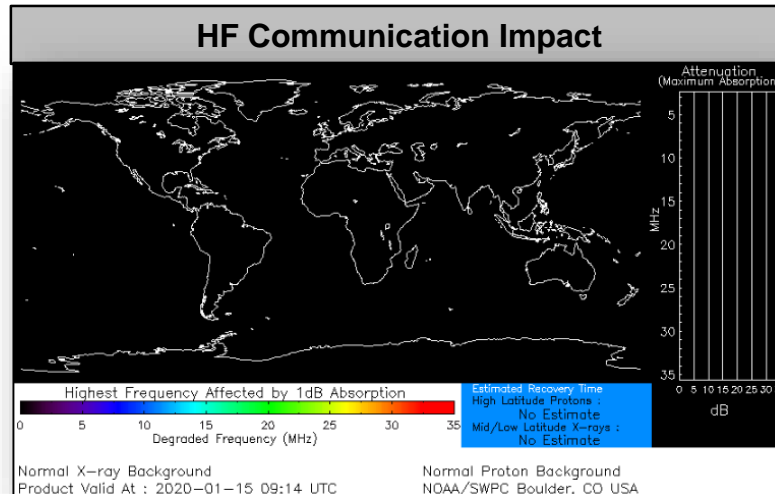 HF Communication Impact
Attenuation
(Maximum Absorption
5
10
15
20
25
30
35
MHz
0 5 10 15 20 25 30
dB
Highest Frequency Affected by 1dB Absorption
0 5 10 15 20 25 30 35
Degraded Frequency (MHz)
Estimated Recovery Time
High Latitude Protons :
No Estimate
Mid/Low Latitude X-rays :
No Estimate
Normal X-ray Background
Product Valid At : 2020-01-15 09:14 UTC
Normal Proton Background
NOAA/SWPC Boulder, CO USA